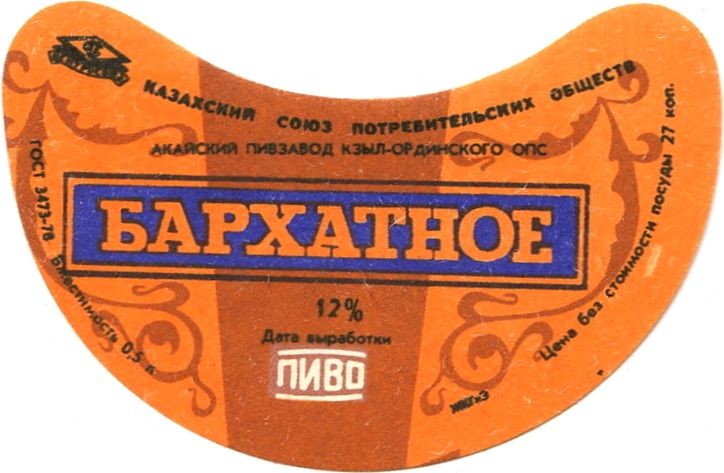 КАЗАХСКИЙ СОЮЗ ПОТРЕБИТЕЛЬСКИХ ОБЩЕСТВ
АКАЙСКИЙ ПИВЗАВОД КЗЫЛ-ОРДИНСКОГО ОПС
ГОСТ 3473-78 Вместимость 0,5 л
БАРХАТНОЕ
12%
Дата выработки
ПИВО
Цена без стоимости посуды 27 коп.